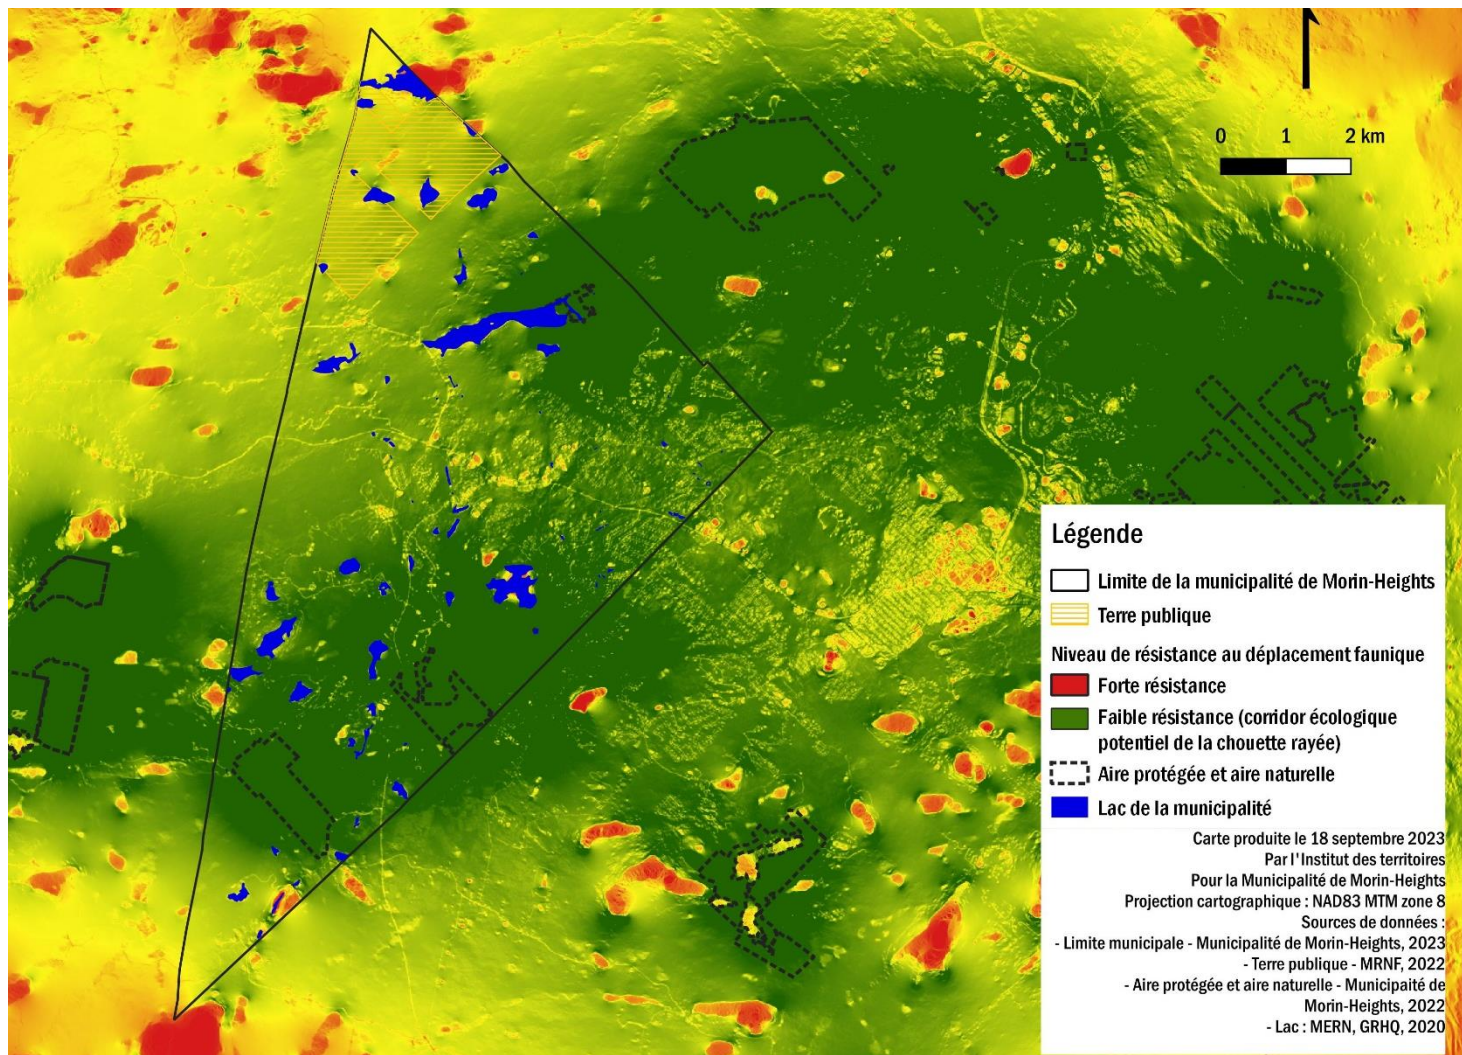 0 1 2 km
Légende
Limite de la municipalité de Morin-Heights
Terre publique
Niveau de résistance au déplacement faunique
Forte résistance
Faible résistance (corridor écologique
potentiel de la chouette rayée)
Aire protégée et aire naturelle
Lac de la municipalité
Carte produite le 18 septembre 2023
Par l'Institut des territoires
Pour la Municipalité de Morin-Heights
Projection cartographique : NAD83 MTM zone 8
Sources de données :
- Limite municipale - Municipalité de Morin-Heights, 2023
- Terre publique - MRNF, 2022
- Aire protégée et aire naturelle - Municipaité de
Morin-Heights, 2022
- Lac : MERN, GRHQ, 2020